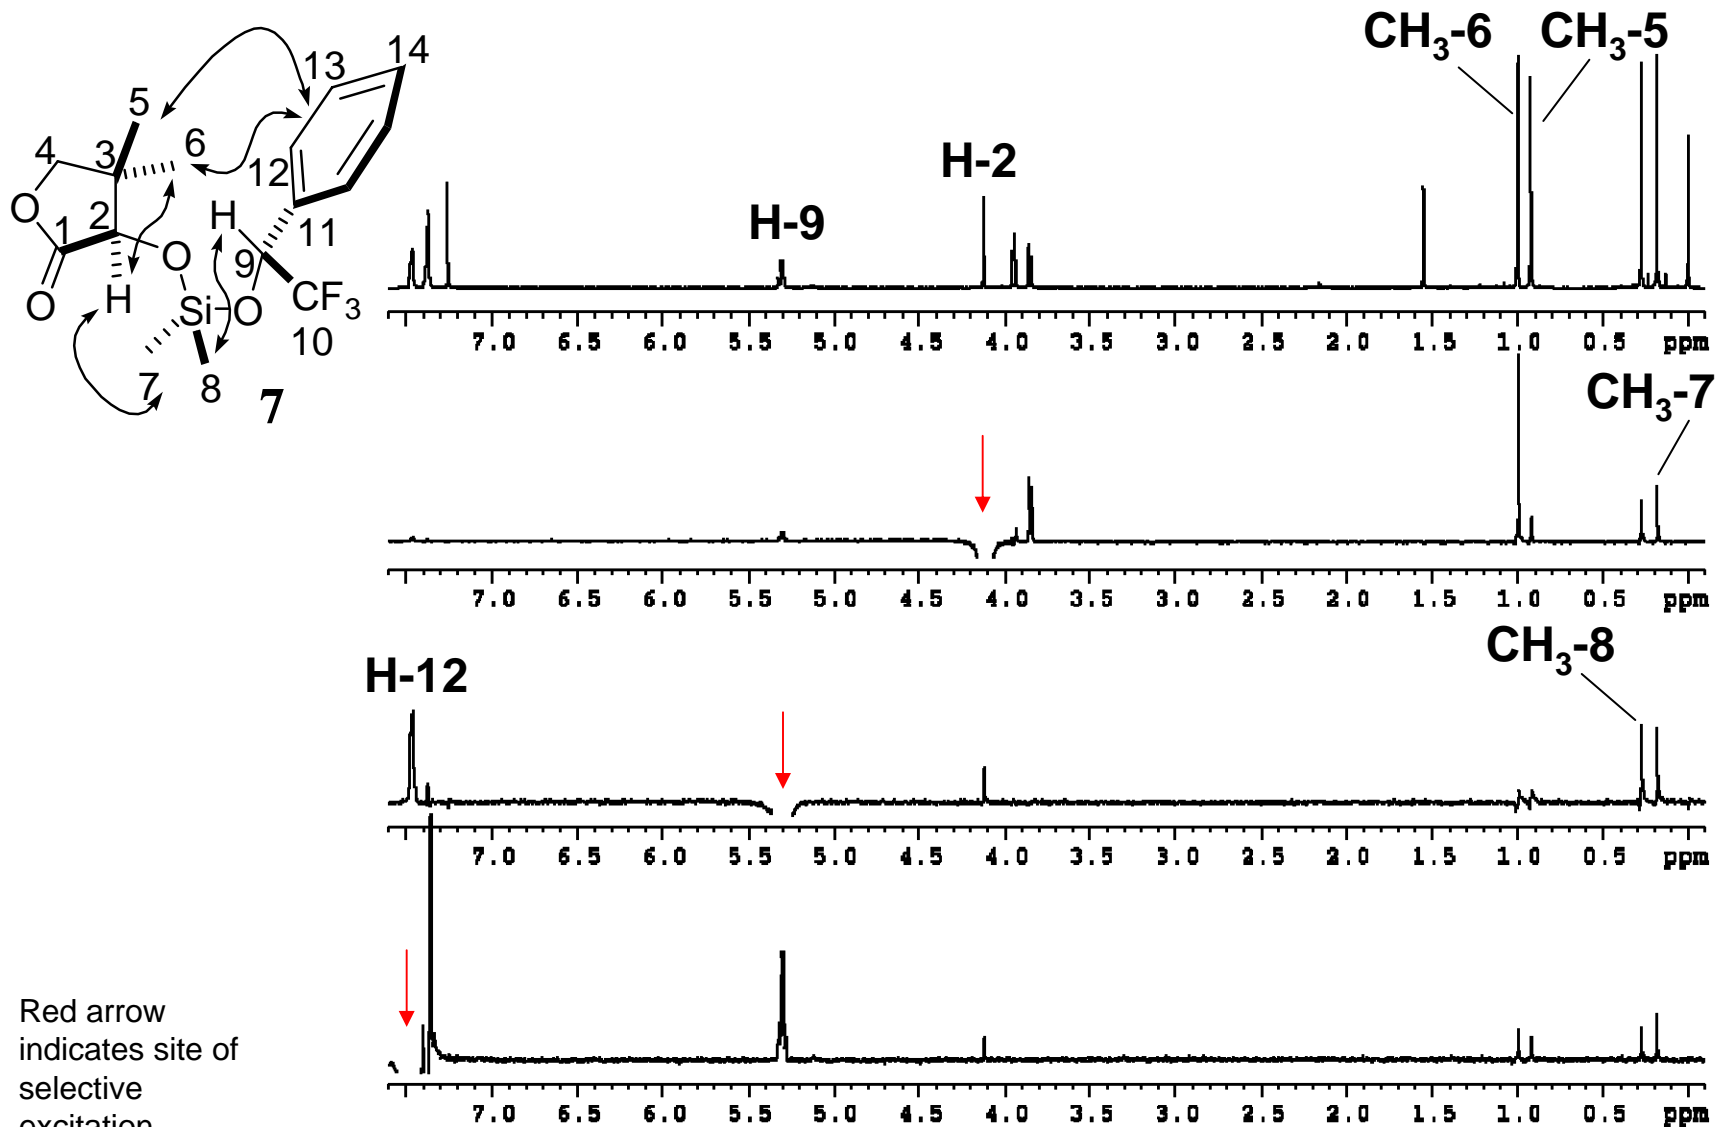 CH3-6 CH3-5
14
13
5
4 6
3
12
H-2
O 2 H
1 11
H-9
O 9
H
O Si O CF3
10
7 8 7
7.0 6.5 6.0 5.5 5.0 4.5 4.0 3.5 3.0 2.5 2.0 1.5 1.0 0.5 ppm
CH3-7
7.0 6.5 6.0 5.5 5.0 4.5 4.0 3.5 3.0 2.5 2.0 1.5 1.0 0.5 ppm
CH3-8
H-12
7.0 6.5 6.0 5.5 5.0 4.5 4.0 3.5 3.0 2.5 2.0 1.5 1.0 0.5 ppm
Red arrow
indicates site of
selective
excitation
7.0 6.5 6.0 5.5 5.0 4.5 4.0 3.5 3.0 2.5 2.0 1.5 1.0 0.5 ppm